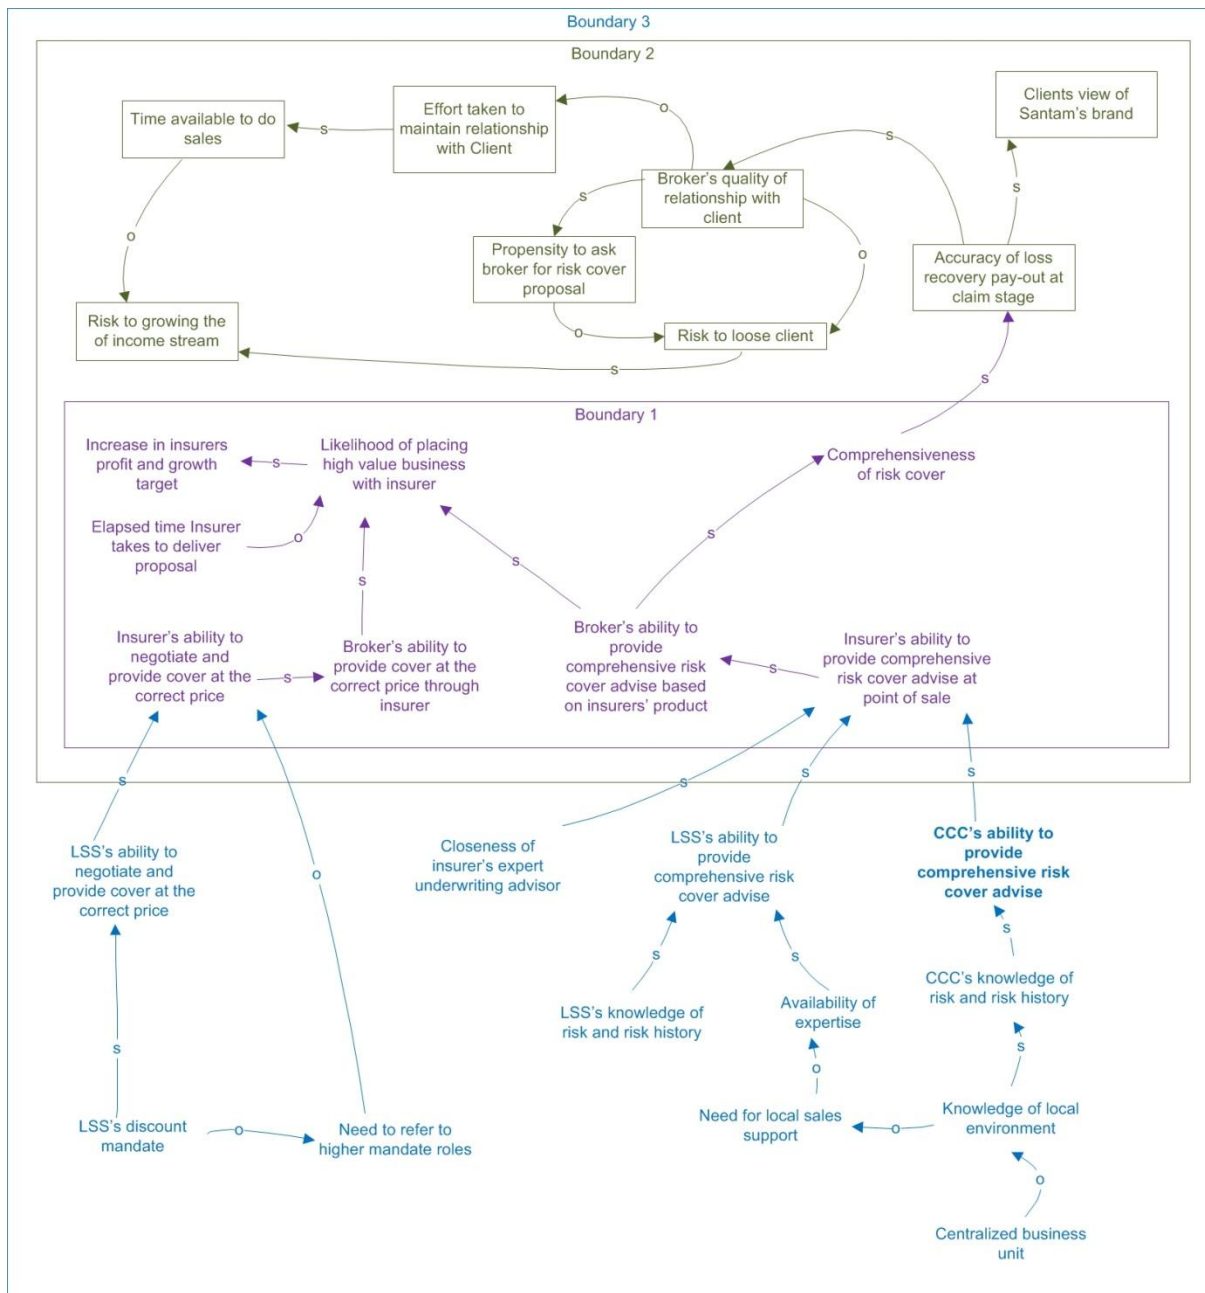 Boundary 3
Boundary 2
Time available to do
sales
s
Effort taken to
maintain relationship
with Client
o
Clients view of
Santam’s brand
s
s
Broker’s quality of
relationship with
client
s
o
o
Propensity to ask
broker for risk cover
proposal
o
Accuracy of loss
recovery pay-out at
claim stage
Risk to growing the
of income stream
Risk to loose client
s
s
Boundary 1
Increase in insurers
profit and growth
target
s
Likelihood of placing
high value business
with insurer
Comprehensiveness
of risk cover
Elapsed time Insurer
takes to deliver
proposal
o
s
s
s
Insurer’s ability to
negotiate and
provide cover at the
correct price
s
Broker’s ability to
provide cover at the
correct price through
insurer
Broker’s ability to
provide
comprehensive risk
cover advise based
on insurers’ product
s
Insurer’s ability to
provide comprehensive
risk cover advise at
point of sale
s
s
s
s
o
LSS’s ability to
negotiate and
provide cover at the
correct price
Closeness of
insurer’s expert
underwriting advisor
LSS’s ability to
provide
comprehensive risk
cover advise
CCC’s ability to
provide
comprehensive risk
cover advise
s
s
s
LSS’s knowledge of
risk and risk history
Availability of
expertise
CCC’s knowledge of
risk and risk history
s
o
s
LSS’s discount
mandate
o
Need to refer to
higher mandate roles
Need for local sales
support
o
Knowledge of local
environment
o
Centralized business
unit